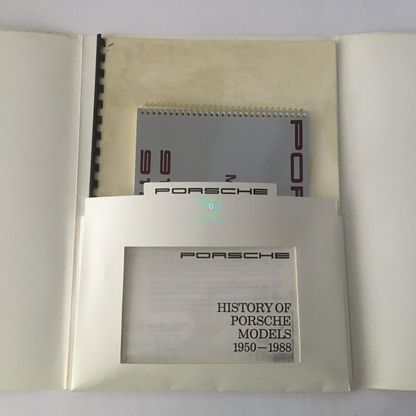 PORSCHE
PORSCHE
HISTORY OF
PORSCHE
MODELS
1950–1988